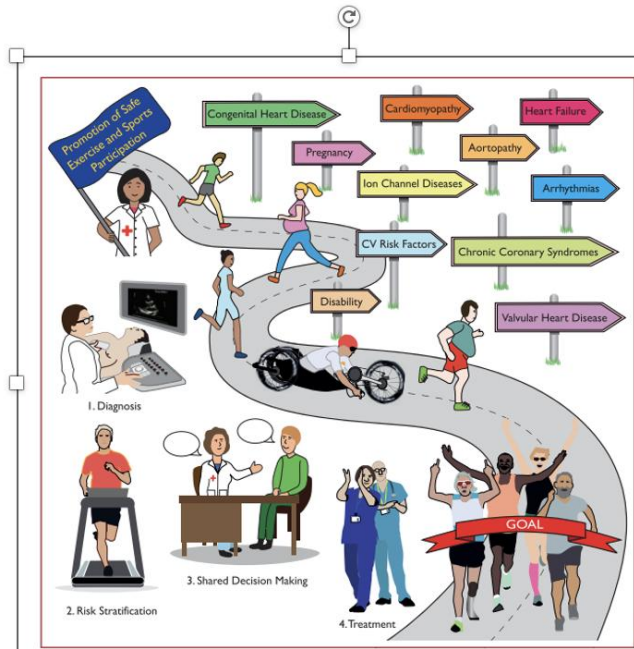 Promotion of Safe
Exercise and Sports
Participation
Congenital Heart Disease
Cardiomyopathy
Heart Failure
Pregnancy
Aortopathy
Ion Channel Diseases
Arrhythmias
CV Risk Factors
Chronic Coronary Syndromes
Disability
Valvular Heart Disease
1. Diagnosis
GOAL
2. Risk Stratification
3. Shared Decision Making
4. Treatment